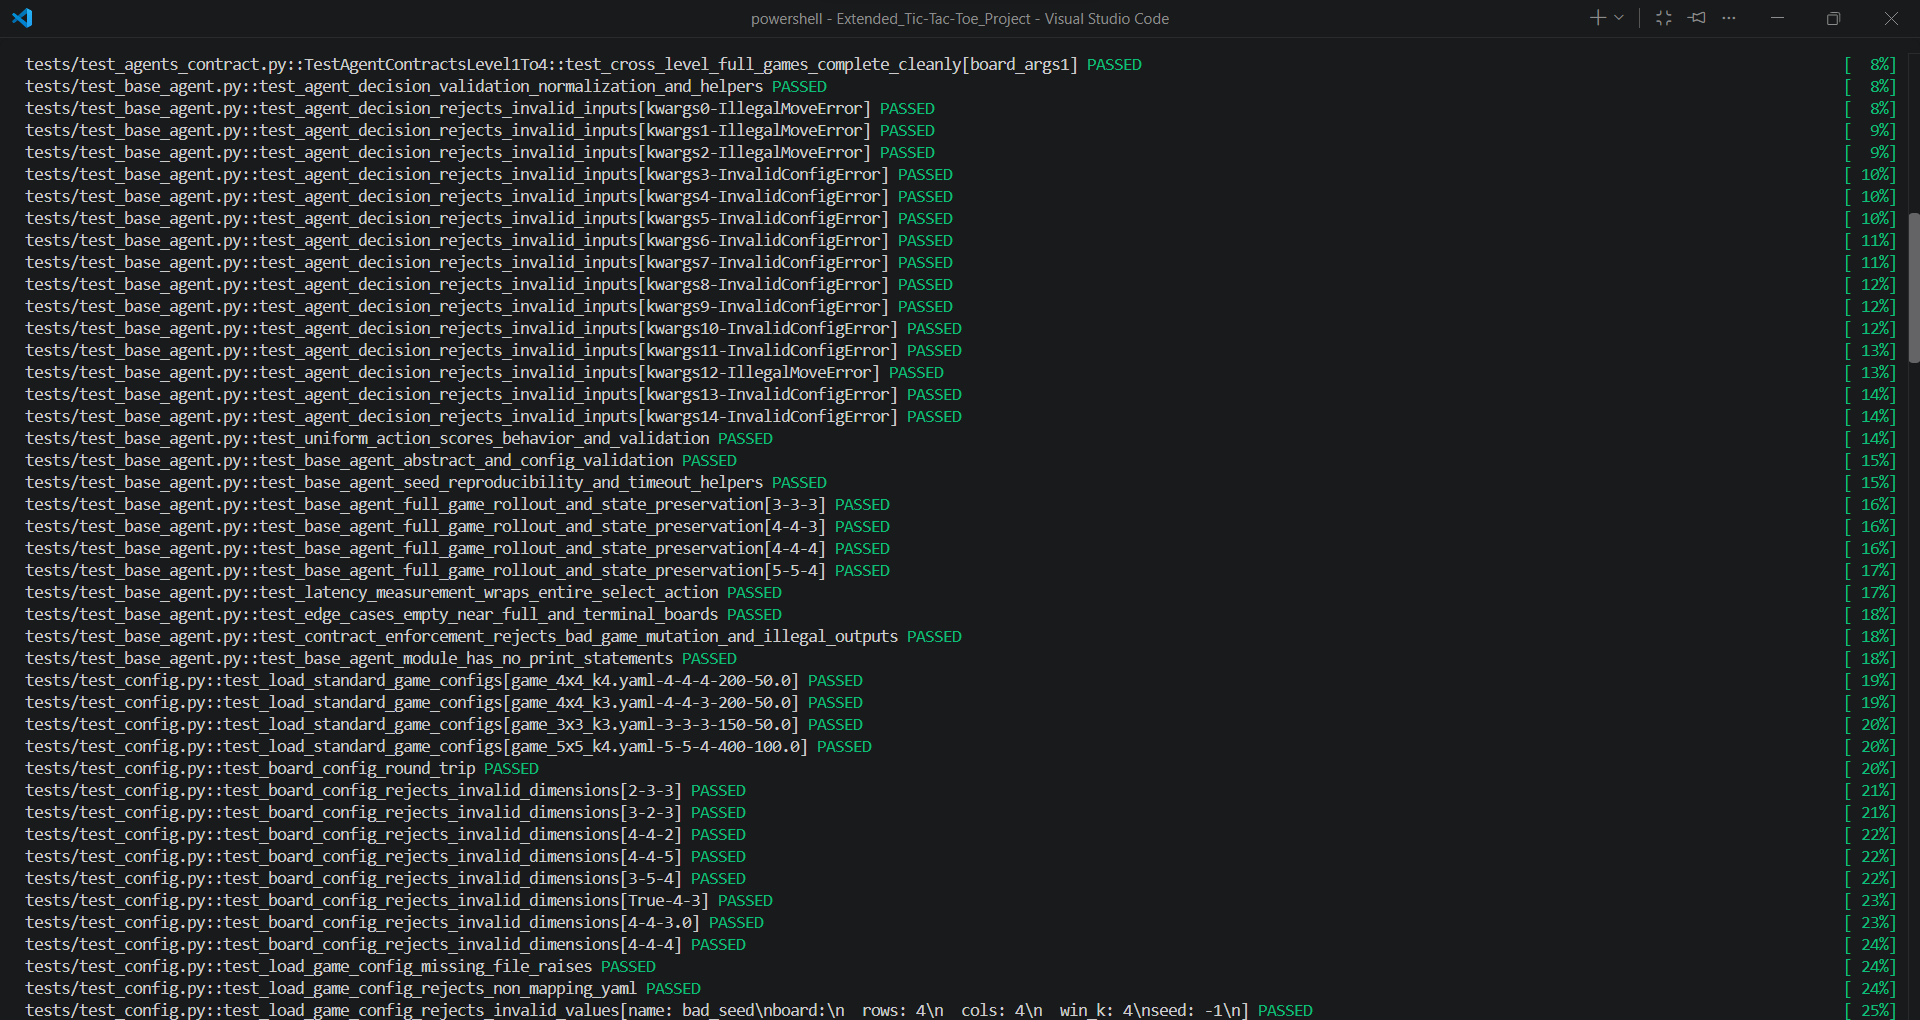 powershell - Extended_Tic-Tac-Toe_Project - Visual Studio Code
tests/test_agents_contract.py::TestAgentContractsLevel1To4::test_cross_level_full_games_complete_cleanly[board_args1] PASSED [  8%]
tests/test_base_agent.py::test_agent_decision_validation_normalization_and_helpers PASSED [  8%]
tests/test_base_agent.py::test_agent_decision_rejects_invalid_inputs[kwargs0-IllegalMoveError] PASSED [  8%]
tests/test_base_agent.py::test_agent_decision_rejects_invalid_inputs[kwargs1-IllegalMoveError] PASSED [  9%]
tests/test_base_agent.py::test_agent_decision_rejects_invalid_inputs[kwargs2-IllegalMoveError] PASSED [  9%]
tests/test_base_agent.py::test_agent_decision_rejects_invalid_inputs[kwargs3-InvalidConfigError] PASSED [ 10%]
tests/test_base_agent.py::test_agent_decision_rejects_invalid_inputs[kwargs4-InvalidConfigError] PASSED [ 10%]
tests/test_base_agent.py::test_agent_decision_rejects_invalid_inputs[kwargs5-InvalidConfigError] PASSED [ 10%]
tests/test_base_agent.py::test_agent_decision_rejects_invalid_inputs[kwargs6-InvalidConfigError] PASSED [ 11%]
tests/test_base_agent.py::test_agent_decision_rejects_invalid_inputs[kwargs7-InvalidConfigError] PASSED [ 11%]
tests/test_base_agent.py::test_agent_decision_rejects_invalid_inputs[kwargs8-InvalidConfigError] PASSED [ 12%]
tests/test_base_agent.py::test_agent_decision_rejects_invalid_inputs[kwargs9-InvalidConfigError] PASSED [ 12%]
tests/test_base_agent.py::test_agent_decision_rejects_invalid_inputs[kwargs10-InvalidConfigError] PASSED [ 12%]
tests/test_base_agent.py::test_agent_decision_rejects_invalid_inputs[kwargs11-InvalidConfigError] PASSED [ 13%]
tests/test_base_agent.py::test_agent_decision_rejects_invalid_inputs[kwargs12-IllegalMoveError] PASSED [ 13%]
tests/test_base_agent.py::test_agent_decision_rejects_invalid_inputs[kwargs13-InvalidConfigError] PASSED [ 14%]
tests/test_base_agent.py::test_agent_decision_rejects_invalid_inputs[kwargs14-InvalidConfigError] PASSED [ 14%]
tests/test_base_agent.py::test_uniform_action_scores_behavior_and_validation PASSED [ 14%]
tests/test_base_agent.py::test_base_agent_abstract_and_config_validation PASSED [ 15%]
tests/test_base_agent.py::test_base_agent_seed_reproducibility_and_timeout_helpers PASSED [ 15%]
tests/test_base_agent.py::test_base_agent_full_game_rollout_and_state_preservation[3-3-3] PASSED [ 16%]
tests/test_base_agent.py::test_base_agent_full_game_rollout_and_state_preservation[4-4-3] PASSED [ 16%]
tests/test_base_agent.py::test_base_agent_full_game_rollout_and_state_preservation[4-4-4] PASSED [ 16%]
tests/test_base_agent.py::test_base_agent_full_game_rollout_and_state_preservation[5-5-4] PASSED [ 17%]
tests/test_base_agent.py::test_latency_measurement_wraps_entire_select_action PASSED [ 17%]
tests/test_base_agent.py::test_edge_cases_empty_near_full_and_terminal_boards PASSED [ 18%]
tests/test_base_agent.py::test_contract_enforcement_rejects_bad_game_mutation_and_illegal_outputs PASSED [ 18%]
tests/test_base_agent.py::test_base_agent_module_has_no_print_statements PASSED [ 18%]
tests/test_config.py::test_load_standard_game_configs[game_4x4_k4.yaml-4-4-4-200-50.0] PASSED [ 19%]
tests/test_config.py::test_load_standard_game_configs[game_4x4_k3.yaml-4-4-3-200-50.0] PASSED [ 19%]
tests/test_config.py::test_load_standard_game_configs[game_3x3_k3.yaml-3-3-3-150-50.0] PASSED [ 20%]
tests/test_config.py::test_load_standard_game_configs[game_5x5_k4.yaml-5-5-4-400-100.0] PASSED [ 20%]
tests/test_config.py::test_board_config_round_trip PASSED [ 20%]
tests/test_config.py::test_board_config_rejects_invalid_dimensions[2-3-3] PASSED [ 21%]
tests/test_config.py::test_board_config_rejects_invalid_dimensions[3-2-3] PASSED [ 21%]
tests/test_config.py::test_board_config_rejects_invalid_dimensions[4-4-2] PASSED [ 22%]
tests/test_config.py::test_board_config_rejects_invalid_dimensions[4-4-5] PASSED [ 22%]
tests/test_config.py::test_board_config_rejects_invalid_dimensions[3-5-4] PASSED [ 22%]
tests/test_config.py::test_board_config_rejects_invalid_dimensions[True-4-3] PASSED [ 23%]
tests/test_config.py::test_board_config_rejects_invalid_dimensions[4-4-3.0] PASSED [ 23%]
tests/test_config.py::test_board_config_rejects_invalid_dimensions[4-4-4] PASSED [ 24%]
tests/test_config.py::test_load_game_config_missing_file_raises PASSED [ 24%]
tests/test_config.py::test_load_game_config_rejects_non_mapping_yaml PASSED [ 24%]
tests/test_config.py::test_load_game_config_rejects_invalid_values[name: bad_seed\nboard:\n  rows: 4\n  cols: 4\n  win_k: 4\nseed: -1\n] PASSED [ 25%]